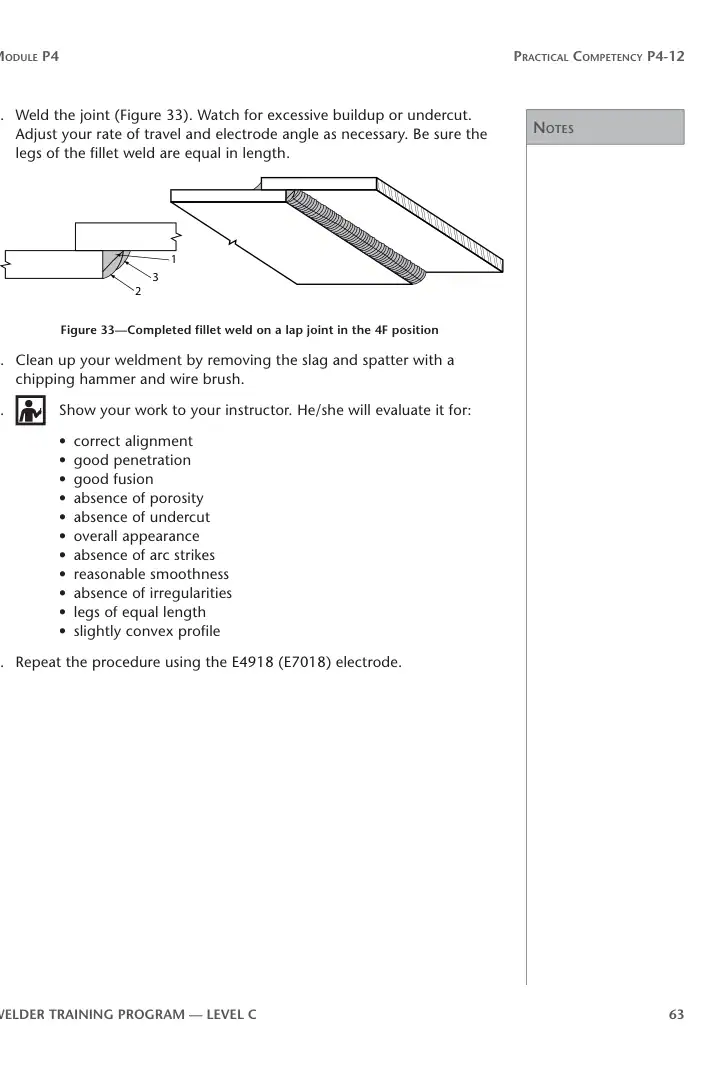 MODULE P4
PRACTICAL COMPETENCY P4-12
. Weld the joint (Figure 33). Watch for excessive buildup or undercut.
Adjust your rate of travel and electrode angle as necessary. Be sure the
legs of the fillet weld are equal in length.
NOTES
1
3
2
Figure 33—Completed fillet weld on a lap joint in the 4F position
. Clean up your weldment by removing the slag and spatter with a
chipping hammer and wire brush.
. Show your work to your instructor. He/she will evaluate it for:
• correct alignment
• good penetration
• good fusion
• absence of porosity
• absence of undercut
• overall appearance
• absence of arc strikes
• reasonable smoothness
• absence of irregularities
• legs of equal length
• slightly convex profile
. Repeat the procedure using the E4918 (E7018) electrode.
WELDER TRAINING PROGRAM — LEVEL C
63